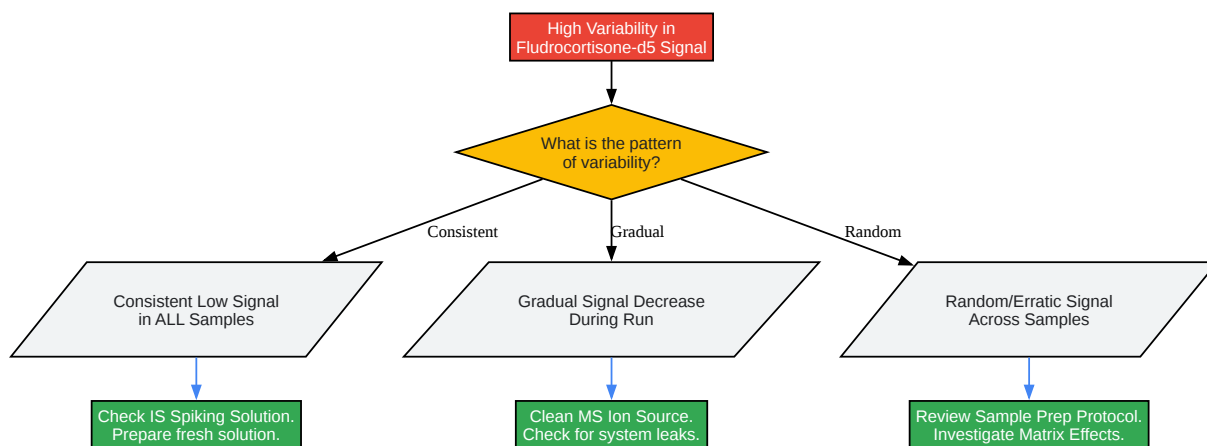 High Variability in
Fludrocortisone-d5 Signal
What is the pattern
of variability?
Consistent
Gradual
Random
Consistent Low Signal
in ALL Samples
Gradual Signal Decrease
During Run
Random/Erratic Signal
Across Samples
Check IS Spiking Solution.
Prepare fresh solution.
Clean MS Ion Source.
Check for system leaks.
Review Sample Prep Protocol.
Investigate Matrix Effects.